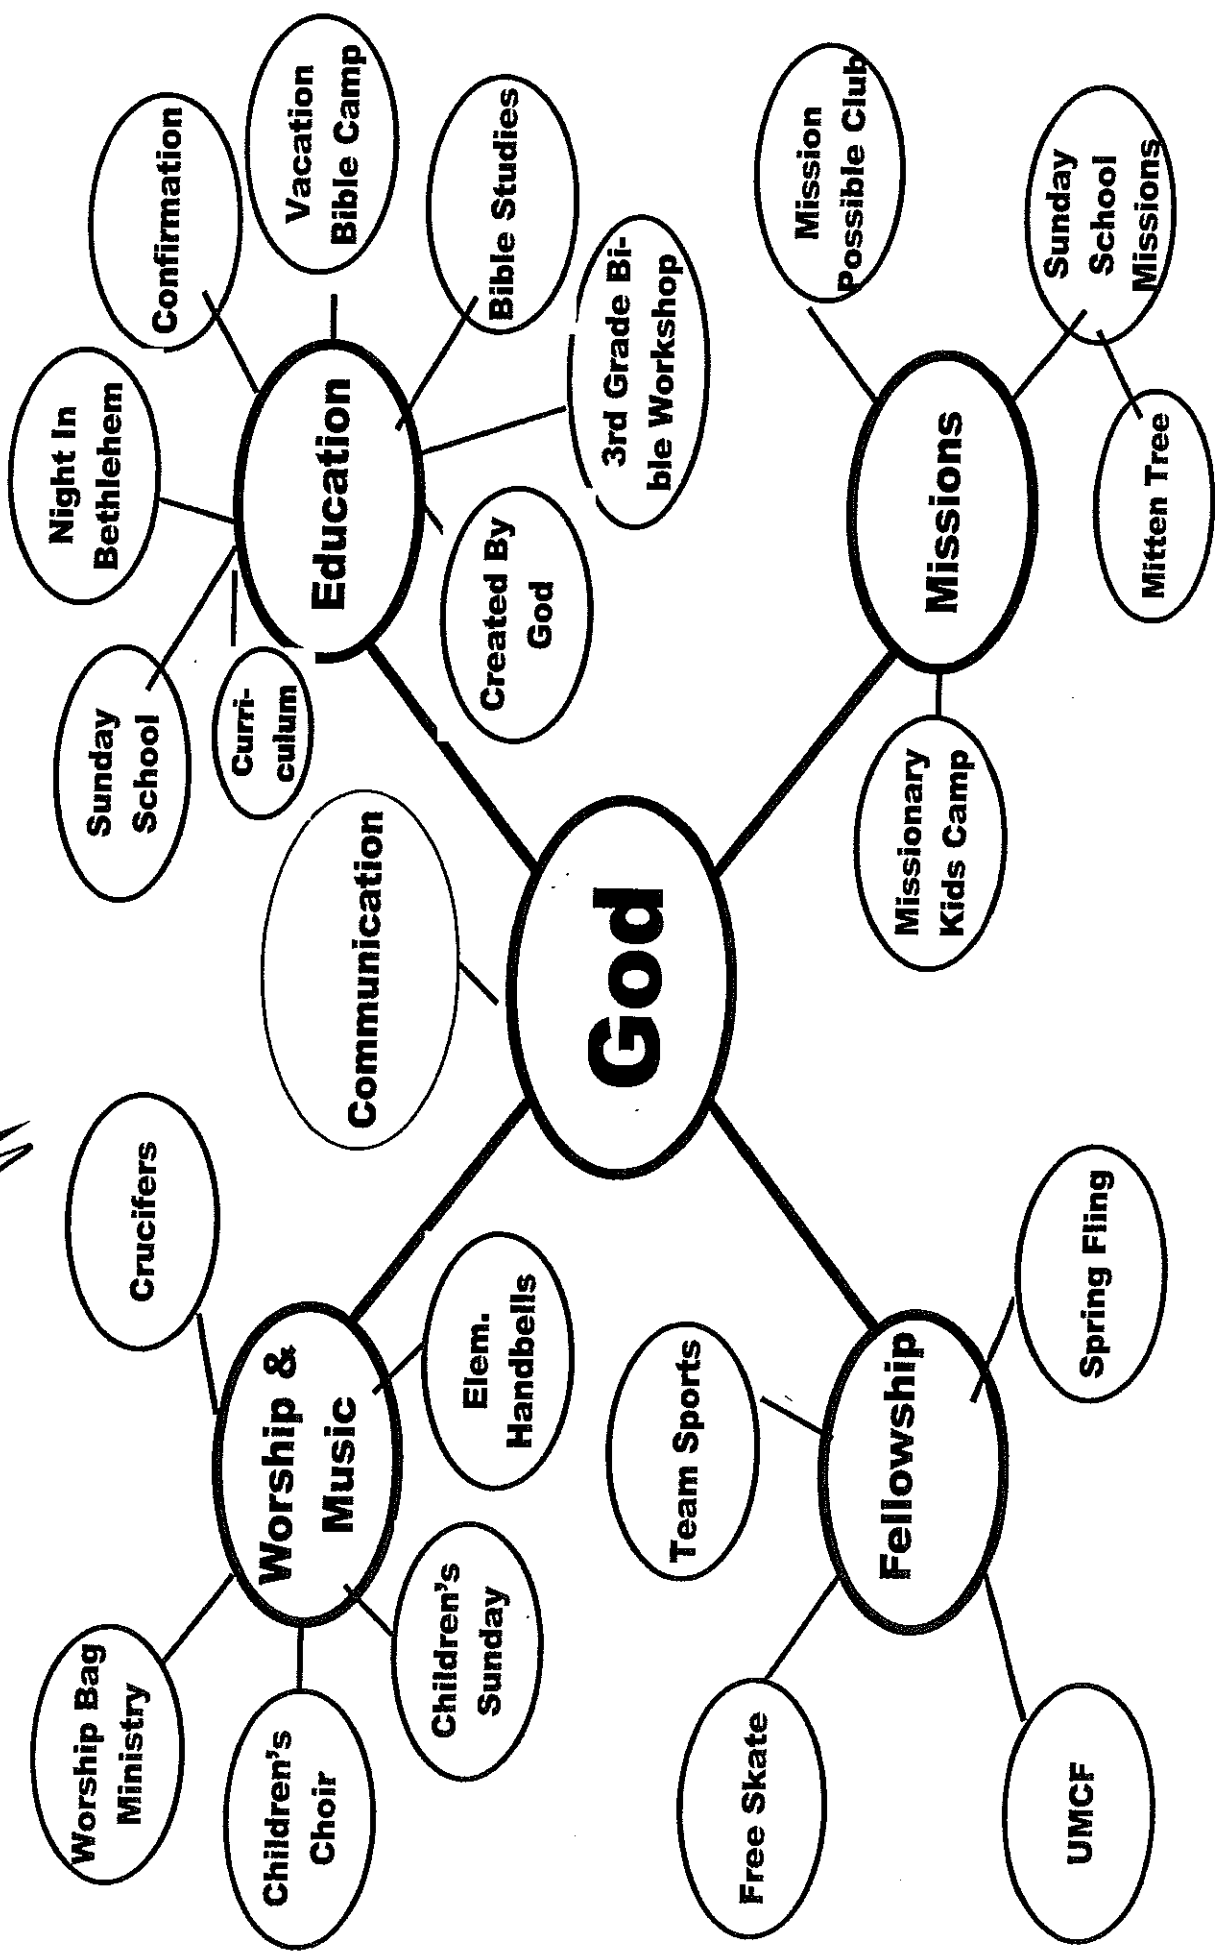 Worship Bag
Ministry
Crucifers
Children's
Choir
Worship &
Music
Children's
Sunday
Elem.
Handbells
Communication
Sunday
School
Curri-
culum
Night In
Bethlehem
Confirmation
Vacation
Bible Camp
Education
Bible Studies
Created By
God
3rd Grade Bi-
ble Workshop
God
Team Sports
Free Skate
Fellowship
UMCF
Spring Fling
Missionary
Kids Camp
Missions
Mission
Possible Club
Sunday
School
Missions
Mitten Tree